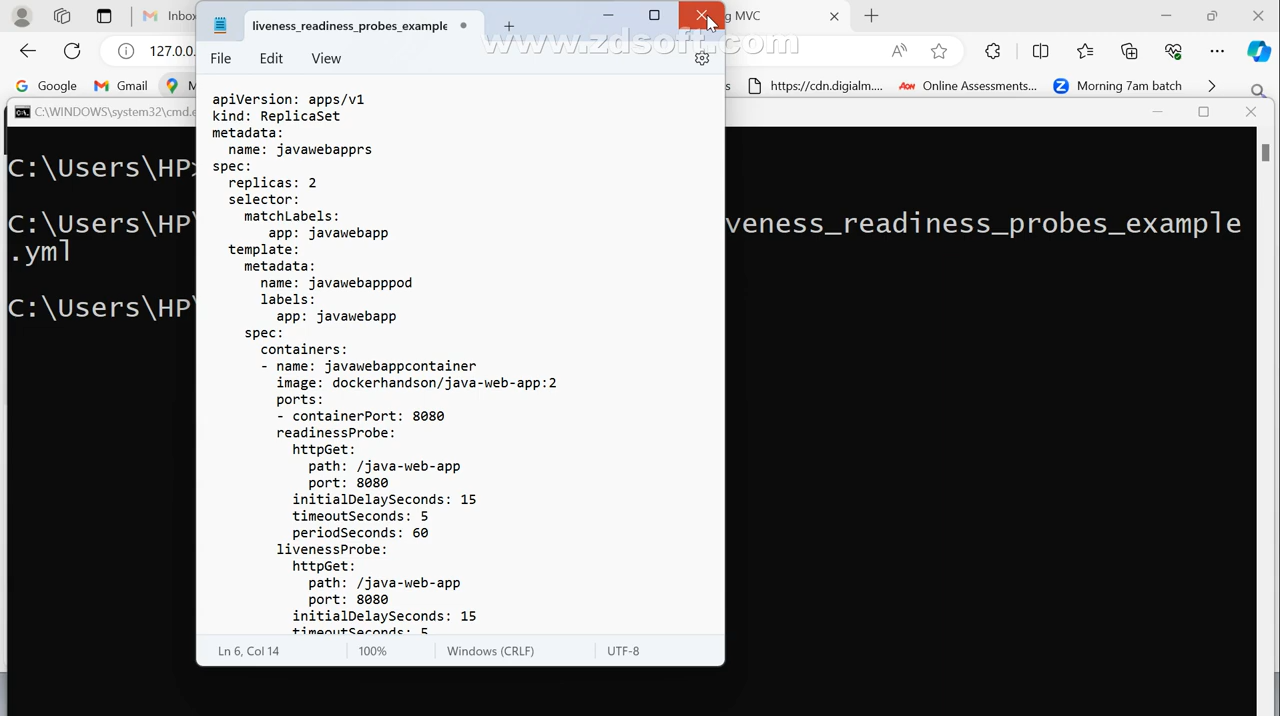 Inbo
liveness_readiness_probes_example
g MVC
www.zdsoft.com
127.0.0.
File Edit View
Google Gmail M
s https://cdn.digialm.... Online Assessments... Morning 7am batch
C:\WINDOWS\system32\cmd.e
C:\Users\HP>
C:\Users\HP\
veness_readiness_probes_example
.yml
C:\Users\HP\
apiVersion: apps/v1
kind: ReplicaSet
metadata:
  name: javawebapprs
spec:
  replicas: 2
  selector:
    matchLabels:
       app: javawebapp
  template:
    metadata:
      name: javawebapppod
      labels:
        app: javawebapp
    spec:
      containers:
      - name: javawebappcontainer
        image: dockerhandson/java-web-app:2
        ports:
        - containerPort: 8080
        readinessProbe:
          httpGet:
            path: /java-web-app
            port: 8080
          initialDelaySeconds: 15
          timeoutSeconds: 5
          periodSeconds: 60
        livenessProbe:
          httpGet:
            path: /java-web-app
            port: 8080
          initialDelaySeconds: 15
          timeoutSeconds: 5
Ln 6, Col 14 100% Windows (CRLF) UTF-8